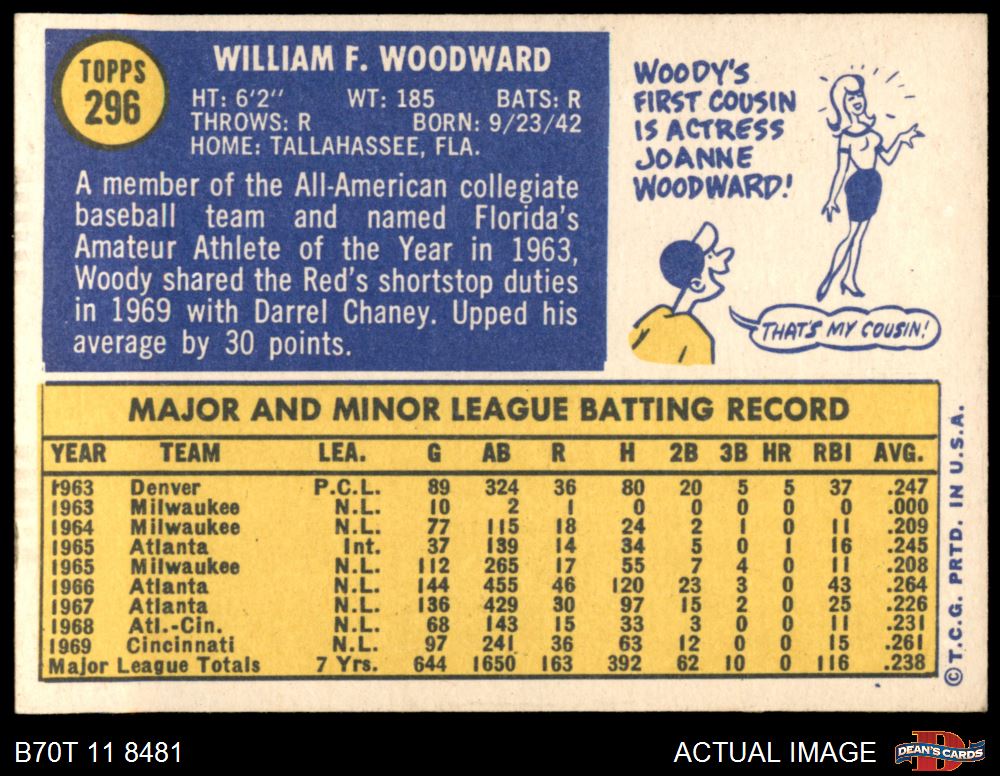 TOPPS
296
WILLIAM F. WOODWARD
HT: 6'2" WT: 185 BATS: R
THROWS: R BORN: 9/23/42
HOME: TALLAHASSEE, FLA.
A member of the All-American collegiate
baseball team and named Florida's
Amateur Athlete of the Year in 1963,
Woody shared the Red's shortstop duties
in 1969 with Darrel Chaney. Upped his
average by 30 points.
WOODY'S
FIRST COUSIN
IS ACTRESS
JOANNE
WOODWARD!
THAT'S MY COUSIN!
MAJOR AND MINOR LEAGUE BATTING RECORD
YEAR TEAM LEA. G AB R H 2B 3B HR RBI AVG.
1963 Denver P.C.L. 89 324 36 80 20 5 5 37 .247
1963 Milwaukee N.L. 10 2 1 0 0 0 0 0 .000
1964 Milwaukee N.L. 77 115 18 24 2 1 0 11 .209
1965 Atlanta Int. 37 139 14 34 5 0 1 16 .245
1965 Milwaukee N.L. 112 265 17 55 7 4 0 11 .208
1966 Atlanta N.L. 144 455 46 120 23 3 0 43 .264
1967 Atlanta N.L. 136 429 30 97 15 2 0 25 .226
1968 Atl.-Cin. N.L. 68 143 15 33 3 0 0 11 .231
1969 Cincinnati N.L. 97 241 36 63 12 0 0 15 .261
Major League Totals 7 Yrs. 644 1650 163 392 62 10 0 116 .238
© T.C.G. PRTD. IN U.S.A.
B70T 11 8481
ACTUAL IMAGE
DEAN'S CARDS